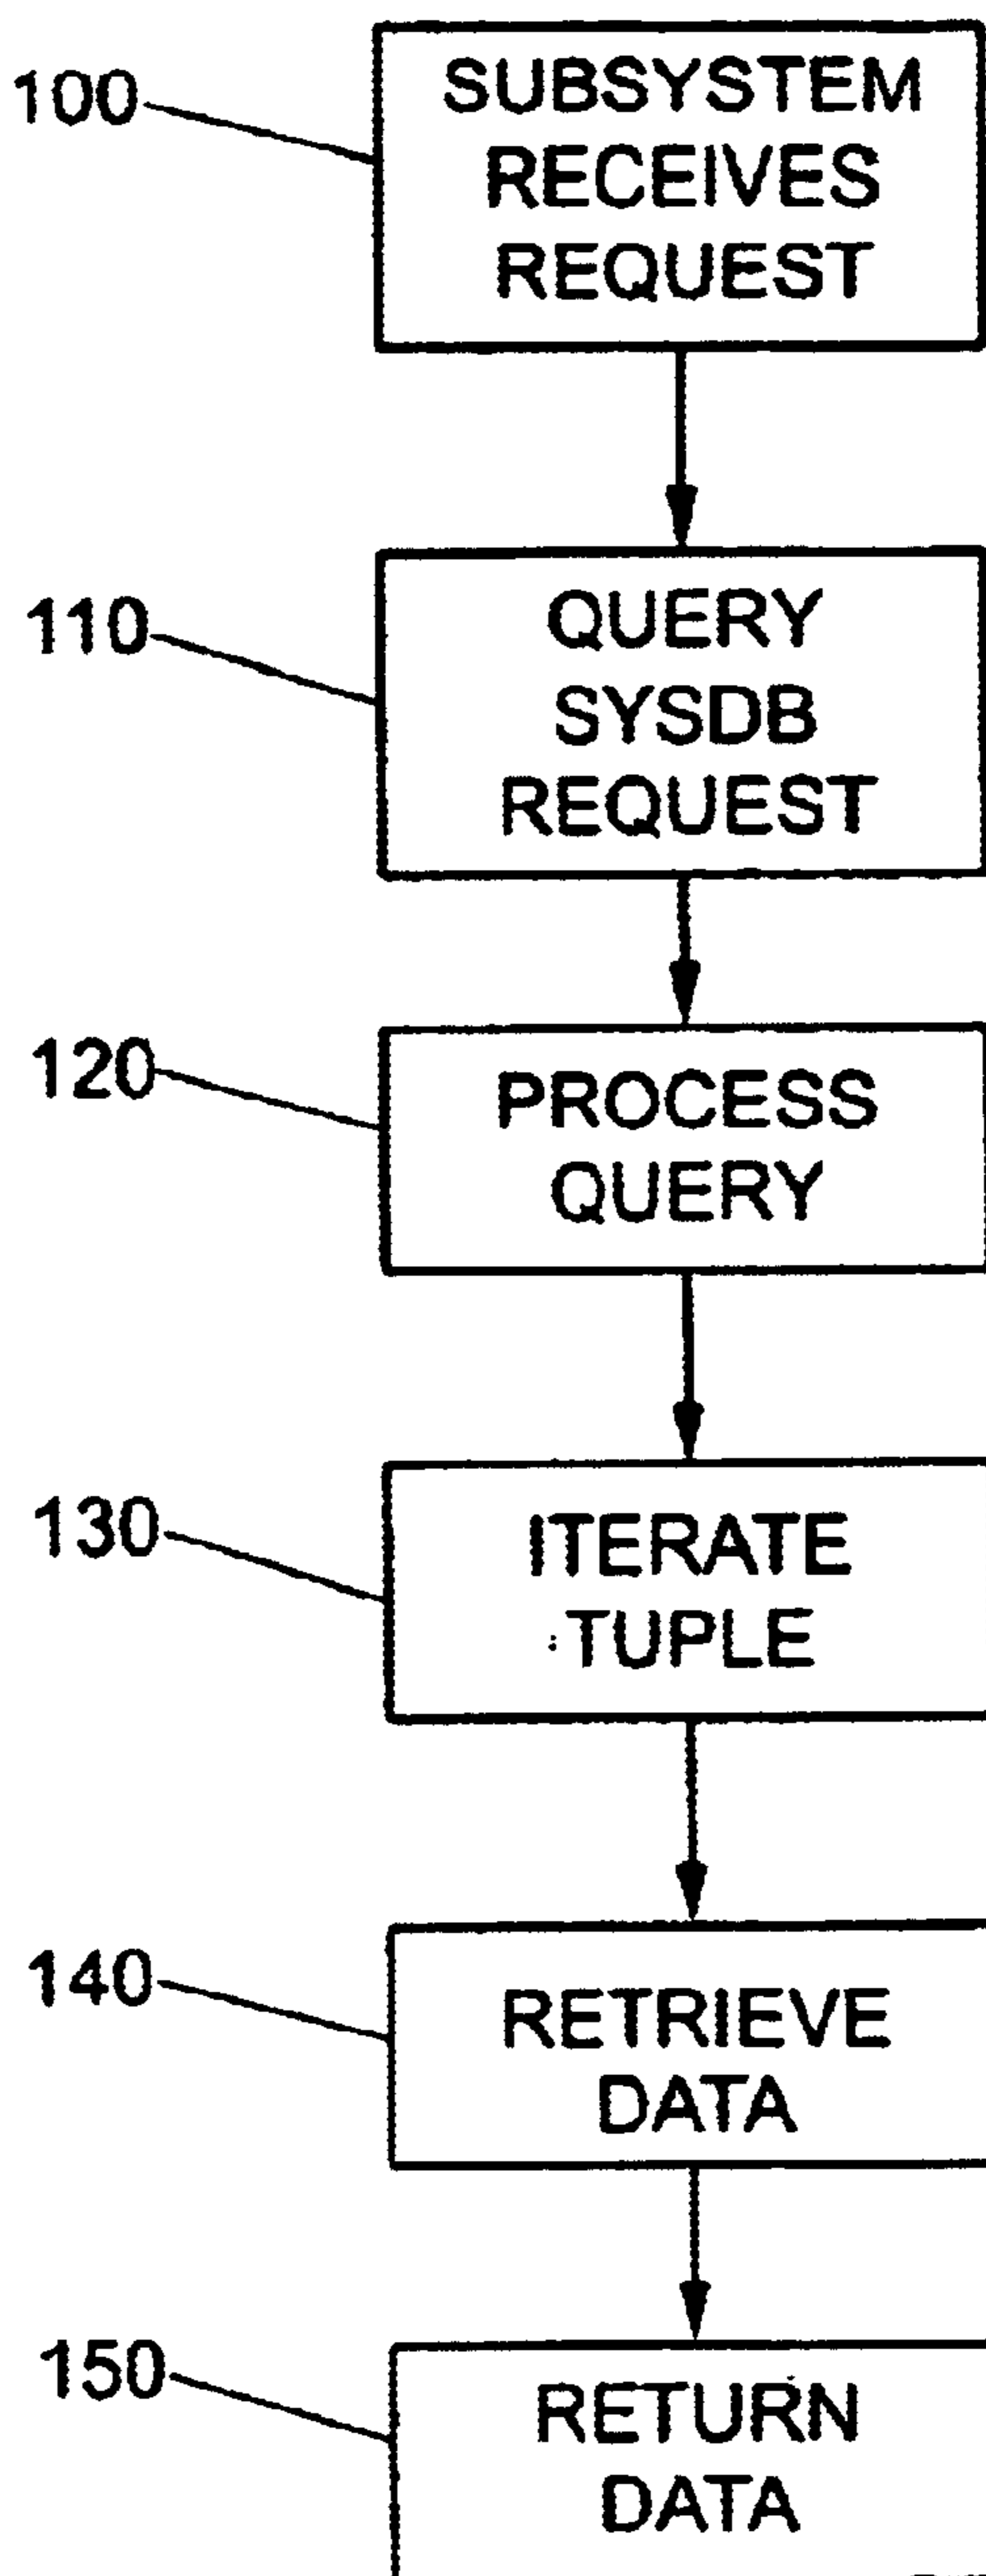 100
SUBSYSTEM
RECEIVES
REQUEST
110
QUERY
SYSDB
REQUEST
120
PROCESS
QUERY
130
ITERATE
TUPLE
140
RETRIEVE
DATA
150
RETURN
DATA